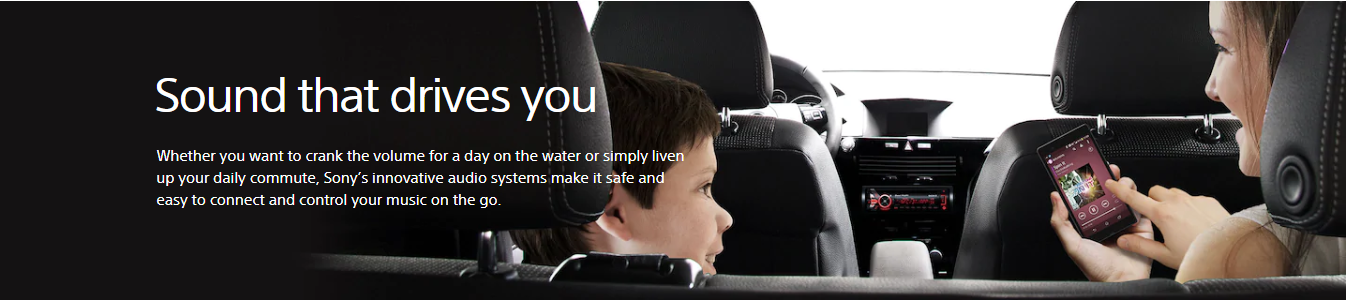 Sound that drives you
Whether you want to crank the volume for a day on the water or simply liven
up your daily commute, Sony's innovative audio systems make it safe and
easy to connect and control your music on the go.